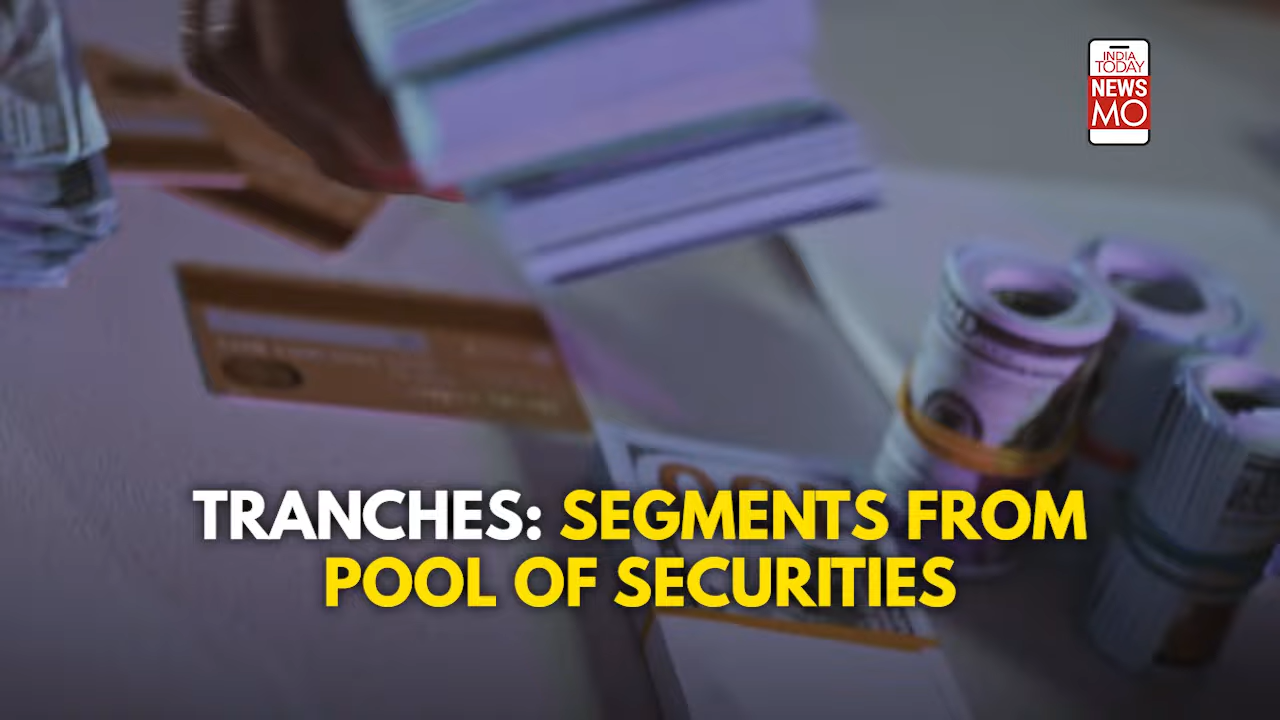 INDIA
TODAY
NEWS
MO
TRANCHES: SEGMENTS FROM
POOL OF SECURITIES